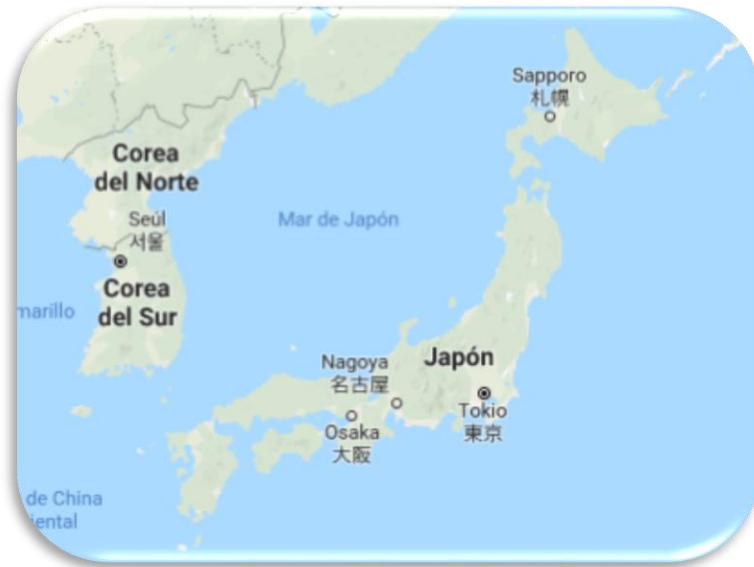 Sapporo
札幌
Corea
del Norte
Mar de Japón
Seúl
서울
Corea
del Sur
marillo
Japón
Nagoya
名古屋
Tokio
東京
Osaka
大阪
de China
iental